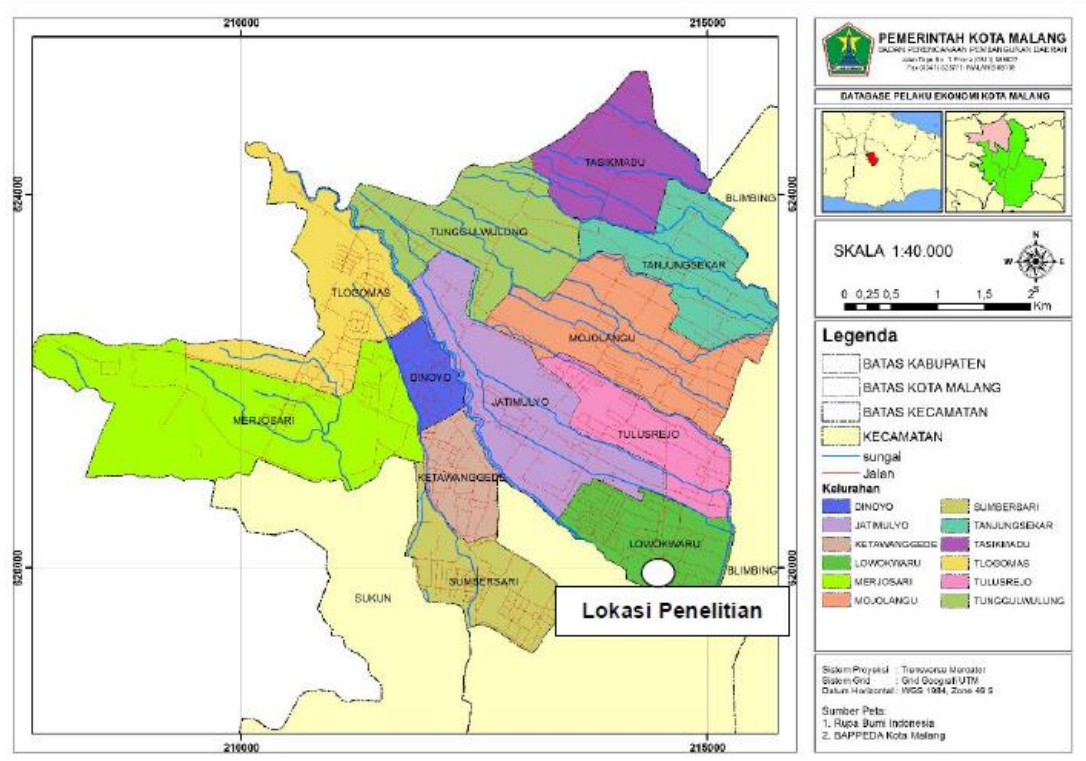 210000
215000
624000
624000
TASIKMADU
BLIMBING
TUNGGULWULUNG
TANJUNGSEKAR
TLOGOMAS
MOJOLANGU
DINOYO
JATIMULYO
MERJOSARI
TULUSREJO
KETAWANGGEDE
LOWOKWARU
620000
620000
BLIMBING
SUMBERSARI
SUKUN
Lokasi Penelitian
210000
215000
PEMERINTAH KOTA MALANG
BADAN PERENCANAAN PEMBANGUNAN DAERAH
DATABASE PELAKU EKONOMI KOTA MALANG
SKALA 1:40.000
N
W E
S
0 0,25 0,5 1 1,5 2
Km
Legenda
BATAS KABUPATEN
BATAS KOTA MALANG
BATAS KECAMATAN
KECAMATAN
sungai
Jalan
Kelurahan
DINOYO
JATIMULYO
KETAWANGGEDE
LOWOKWARU
MERJOSARI
MOJOLANGU
SUMBERSARI
TANJUNGSEKAR
TASIKMADU
TLOGOMAS
TULUSREJO
TUNGGULWULUNG
Sistem Proyeksi : Transverse Mercator
Sistem Grid : Grid Geografi UTM
Datum Horizontal : WGS 1984, Zone 49 S
Sumber Peta:
1. Rupa Bumi Indonesia
2. BAPPEDA Kota Malang